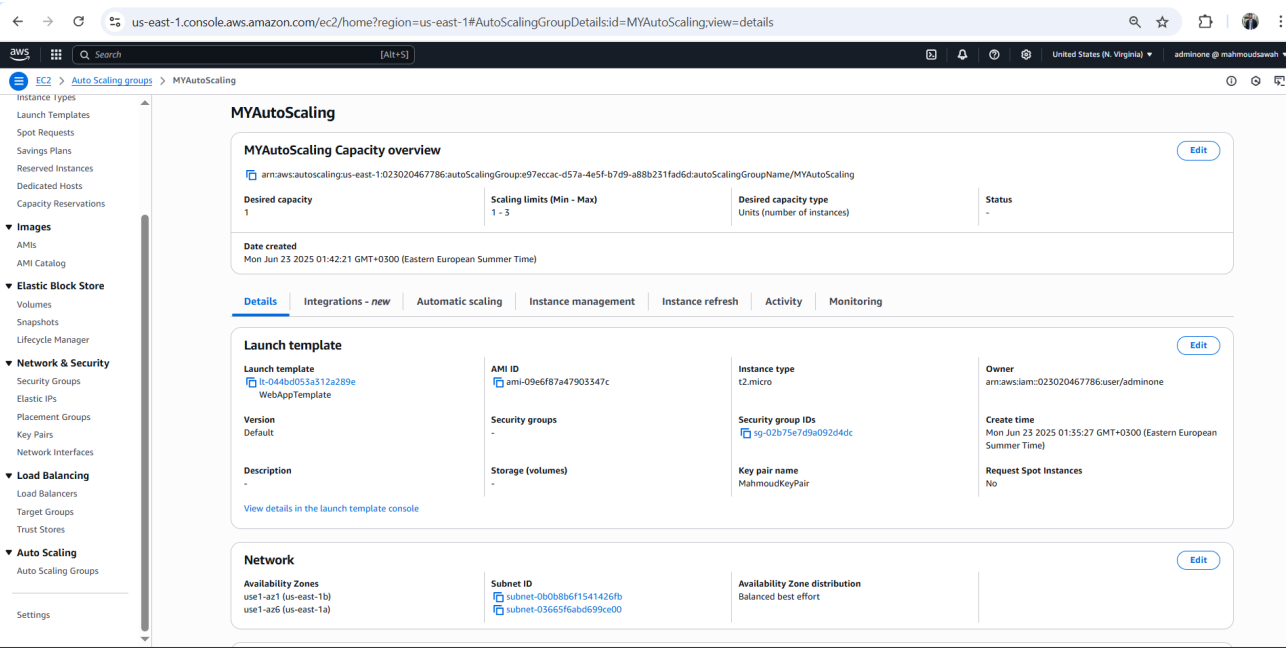 us-east-1.console.aws.amazon.com/ec2/home?region=us-east-1#AutoScalingGroupDetails:id=MYAutoScaling;view=details
aws
Search
[Alt+S]
United States (N. Virginia)
adminone @ mahmoudsawah
EC2 > Auto Scaling groups > MYAutoScaling
Instance Types
Launch Templates
Spot Requests
Savings Plans
Reserved Instances
Dedicated Hosts
Capacity Reservations
Images
AMIs
AMI Catalog
Elastic Block Store
Volumes
Snapshots
Lifecycle Manager
Network & Security
Security Groups
Elastic IPs
Placement Groups
Key Pairs
Network Interfaces
Load Balancing
Load Balancers
Target Groups
Trust Stores
Auto Scaling
Auto Scaling Groups
Settings
MYAutoScaling
MYAutoScaling Capacity overview
Edit
arn:aws:autoscaling:us-east-1:023020467786:autoScalingGroup:e97eccac-d57a-4e5f-b7d9-a88b231fad6d:autoScalingGroupName/MYAutoScaling
Desired capacity
1
Scaling limits (Min - Max)
1 - 3
Desired capacity type
Units (number of instances)
Status
-
Date created
Mon Jun 23 2025 01:42:21 GMT+0300 (Eastern European Summer Time)
Details
Integrations - new
Automatic scaling
Instance management
Instance refresh
Activity
Monitoring
Launch template
Edit
Launch template
lt-044bd053a312a289e
WebAppTemplate
AMI ID
ami-09e6f87a47903347c
Instance type
t2.micro
Owner
arn:aws:iam::023020467786:user/adminone
Version
Default
Security groups
-
Security group IDs
sg-02b75e7d9a092d4dc
Create time
Mon Jun 23 2025 01:35:27 GMT+0300 (Eastern European
Summer Time)
Description
-
Storage (volumes)
-
Key pair name
MahmoudKeyPair
Request Spot Instances
No
View details in the launch template console
Network
Edit
Availability Zones
use1-az1 (us-east-1b)
use1-az6 (us-east-1a)
Subnet ID
subnet-0b0b8b6f1541426fb
subnet-03665f6abd699ce00
Availability Zone distribution
Balanced best effort